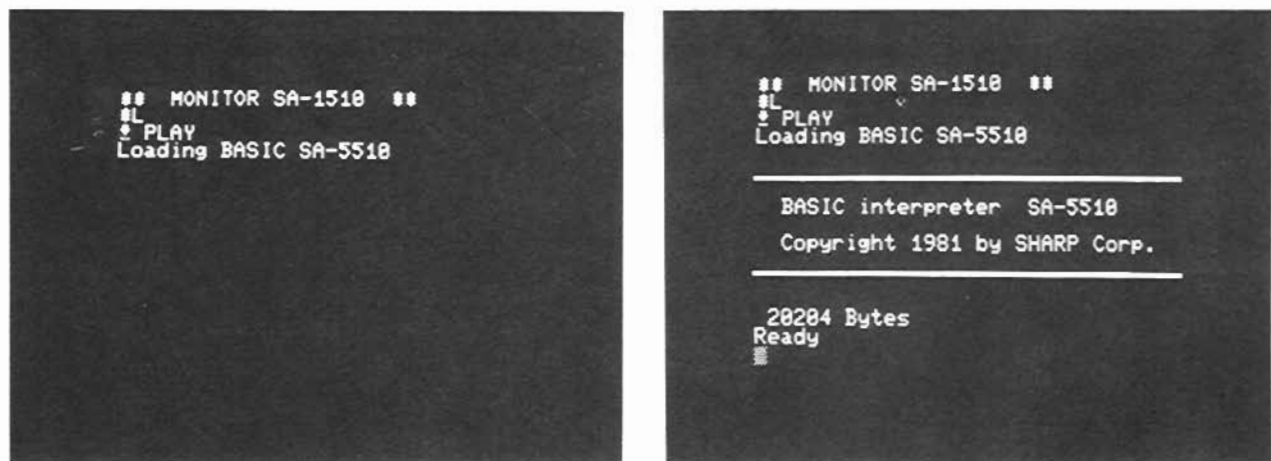 ** MONITOR SA-1510 **
*L
± PLAY
Loading BASIC SA-5510
** MONITOR SA-1510 **
*L
± PLAY
Loading BASIC SA-5510
BASIC interpreter SA-5510
Copyright 1981 by SHARP Corp.
20204 Bytes
Ready